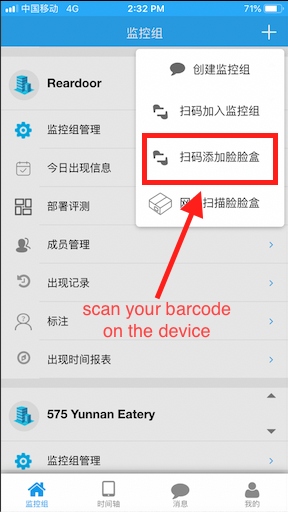 中国移动 4G 2:32 PM 71%
监控组
创建监控组
扫码加入监控组
扫码添加脸脸盒
扫描脸脸盒
Reardoor
监控组管理
今日出现信息
部署评测
成员管理
出现记录
标注
出现时间报表
scan your barcode
on the device
575 Yunnan Eatery
监控组管理
监控组 时间轴 消息 我的